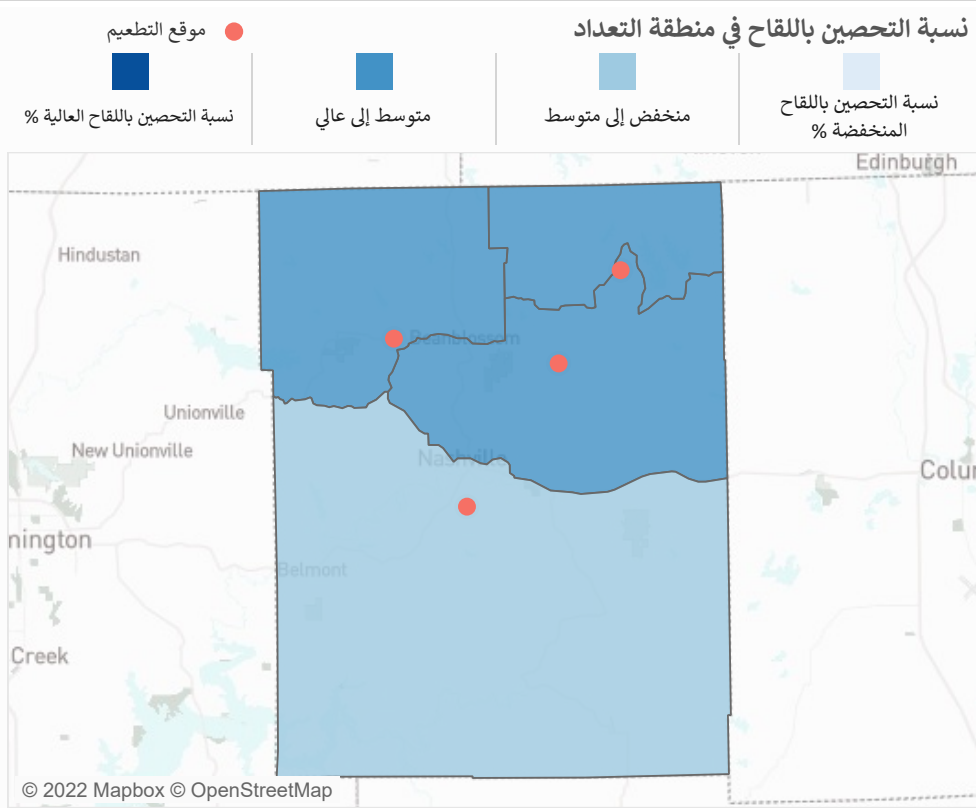 نسبة التحصين باللقاح في منطقة التعداد
موقع التطعيم
نسبة التحصين باللقاح
المنخفضة %
منخفض إلى متوسط
متوسط إلى عالي
نسبة التحصين باللقاح العالية %
Edinburgh
Hindustan
Beanblossom
Unionville
New Unionville
Nashville
Colu
nington
Belmont
Creek
© 2022 Mapbox © OpenStreetMap